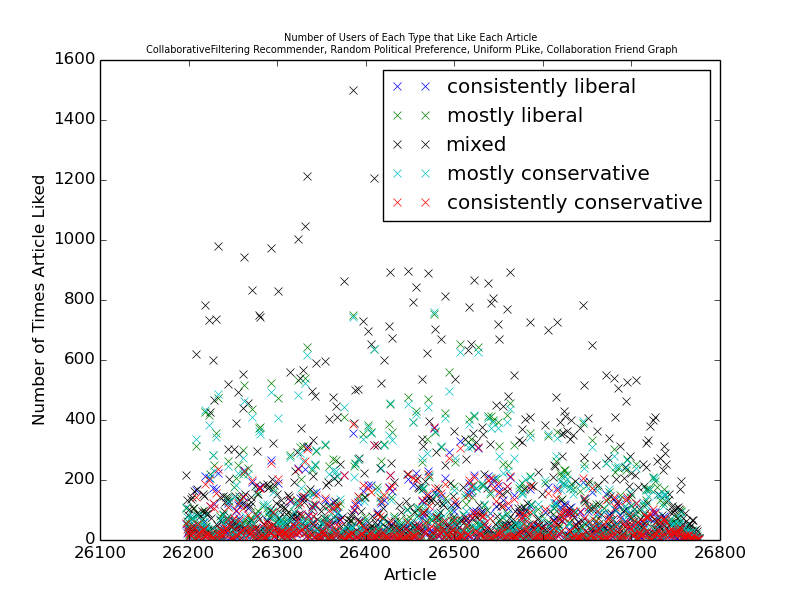 Number of Users of Each Type that Like Each Article
CollaborativeFiltering Recommender, Random Political Preference, Uniform PLike, Collaboration Friend Graph
1600
1400
1200
1000
800
600
400
200
0
Number of Times Article Liked
consistently liberal
mostly liberal
mixed
mostly conservative
consistently conservative
26100 26200 26300 26400 26500 26600 26700 26800
Article